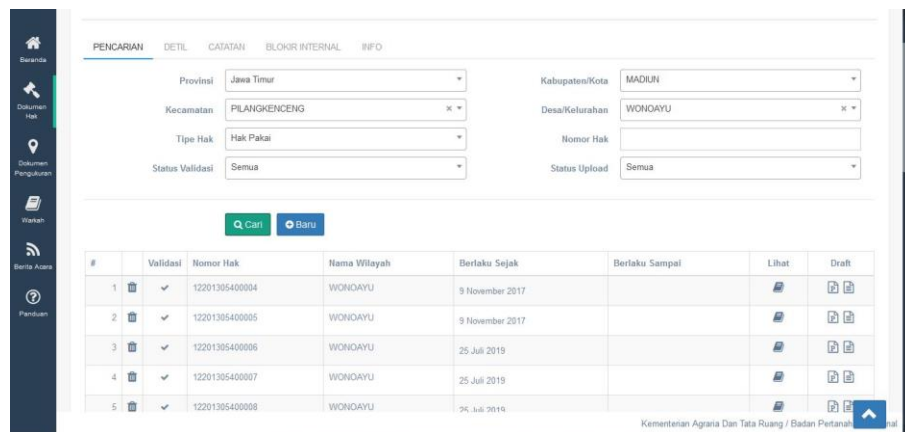 Beranda
Dokumen
Hak
Dokumen
Pengukuran
Warkah
Berita Acara
Panduan
PENCARIAN DETIL CATATAN BLOKIR INTERNAL INFO
Provinsi Jawa Timur Kabupaten/Kota MADIUN
Kecamatan PILANGKENCENG Desa/Kelurahan WONOAYU
Tipe Hak Hak Pakai Nomor Hak
Status Validasi Semua Status Upload Semua
Cari Baru
# Validasi Nomor Hak Nama Wilayah Berlaku Sejak Berlaku Sampai Lihat Draft
1 12201305400004 WONOAYU 9 November 2017
2 12201305400005 WONOAYU 9 November 2017
3 12201305400006 WONOAYU 25 Juli 2019
4 12201305400007 WONOAYU 25 Juli 2019
5 12201305400008 WONOAYU 25 Juli 2019
Kementerian Agraria Dan Tata Ruang / Badan Pertanah nal